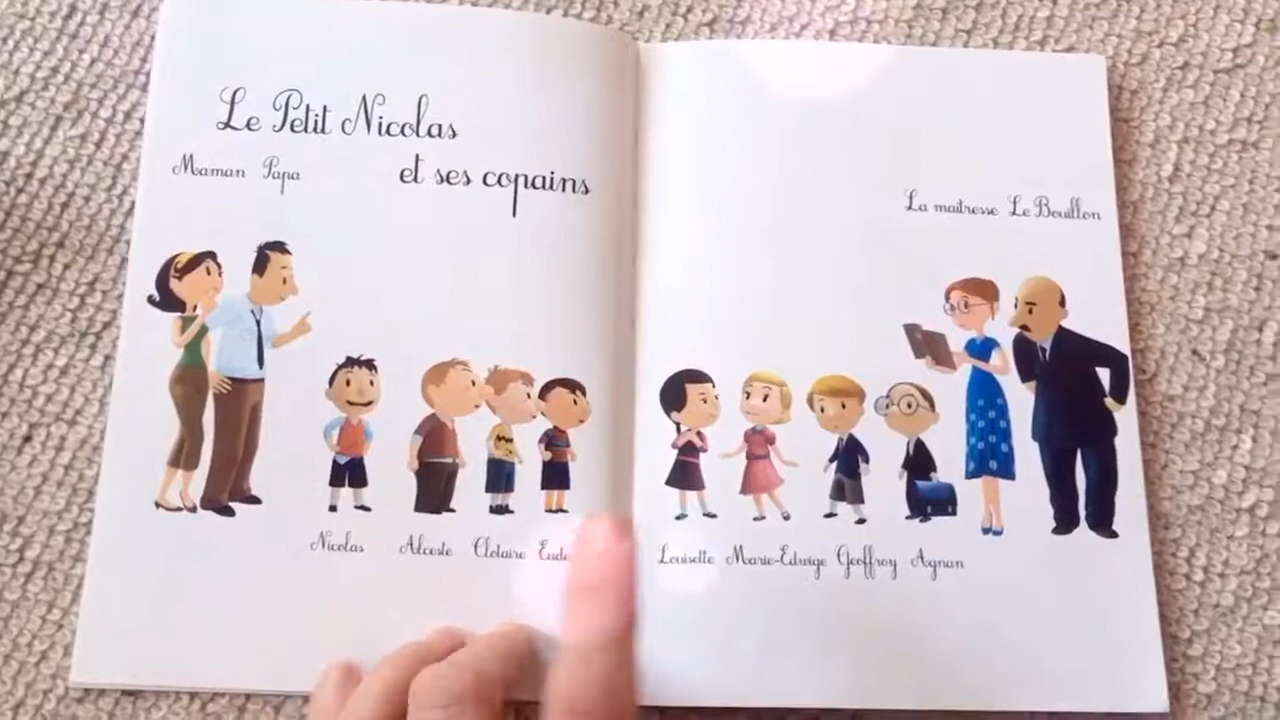 Le Petit Nicolas
et ses copains
Maman Papa
Nicolas Alceste Clotaire
La maîtresse Le Bouillon
Louisette Marie-Edwige Geoffroy Agnan